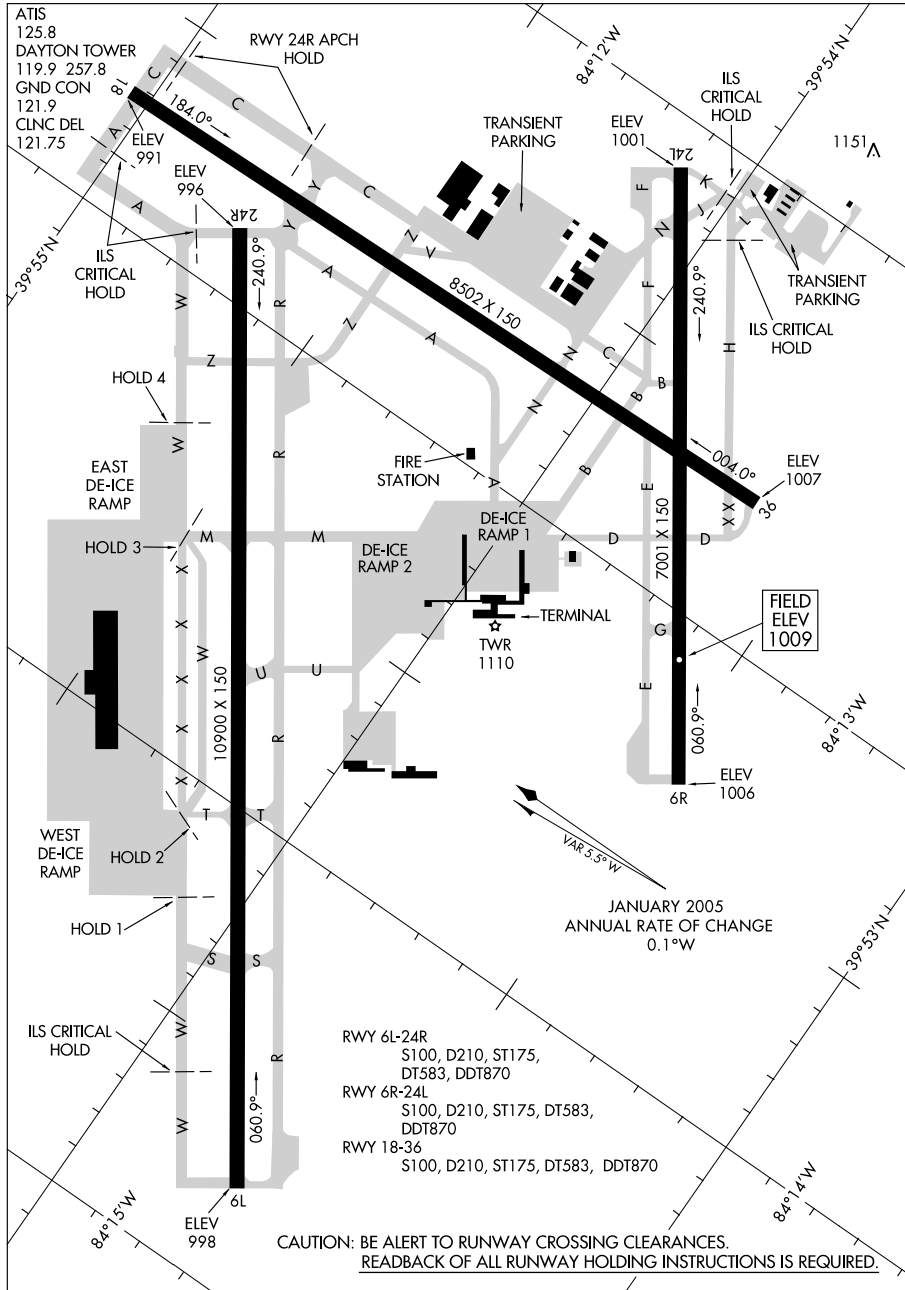 ATIS
125.8
DAYTON TOWER
119.9 257.8
GND CON
121.9
CLNC DEL
121.75
RWY 24R APCH
HOLD
84°12'W
39°54'N
ILS
CRITICAL
HOLD
1151
18
184.0°
ELEV
991
C
C
A
A
ELEV
996
24R
240.9°
Y
Y
C
TRANSIENT
PARKING
ELEV
1001
24L
240.9°
F
F
K
J
N
L
TRANSIENT
PARKING
ILS CRITICAL
HOLD
39°55'N
ILS
CRITICAL
HOLD
W
R
A
A
Z
Z
Z
Z
8502 X 150
N
N
N
C
B
B
B
H
HOLD 4
W
R
EAST
DE-ICE
RAMP
FIRE
STATION
A
E
004.0°
ELEV
1007
36
X
X
HOLD 3
M
M
DE-ICE
RAMP 2
DE-ICE
RAMP 1
D
D
7001 X 150
X
X
X
X
X
W
10900 X 150
U
U
R
TERMINAL
TWR
1110
G
E
FIELD
ELEV
1009
060.9°
84°13'W
ELEV
1006
6R
T
T
WEST
DE-ICE
RAMP
HOLD 2
HOLD 1
VAR 5.5° W
JANUARY 2005
ANNUAL RATE OF CHANGE
0.1°W
39°53'N
S
S
W
R
ILS CRITICAL
HOLD
W
060.9°
6L
ELEV
998
RWY 6L-24R
S100, D210, ST175,
DT583, DDT870
RWY 6R-24L
S100, D210, ST175, DT583,
DDT870
RWY 18-36
S100, D210, ST175, DT583, DDT870
84°15'W
84°14'W
CAUTION: BE ALERT TO RUNWAY CROSSING CLEARANCES.
READBACK OF ALL RUNWAY HOLDING INSTRUCTIONS IS REQUIRED.